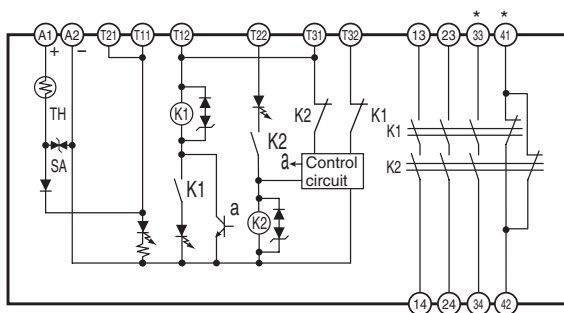 * *
A1 A2 T21 T11 T12 T22 T31 T32 13 23 33 41
+ −
TH
SA
K1
K1
a
K2
K2
K2
K1
a
Control
circuit
K1
K2
14 24 34 42